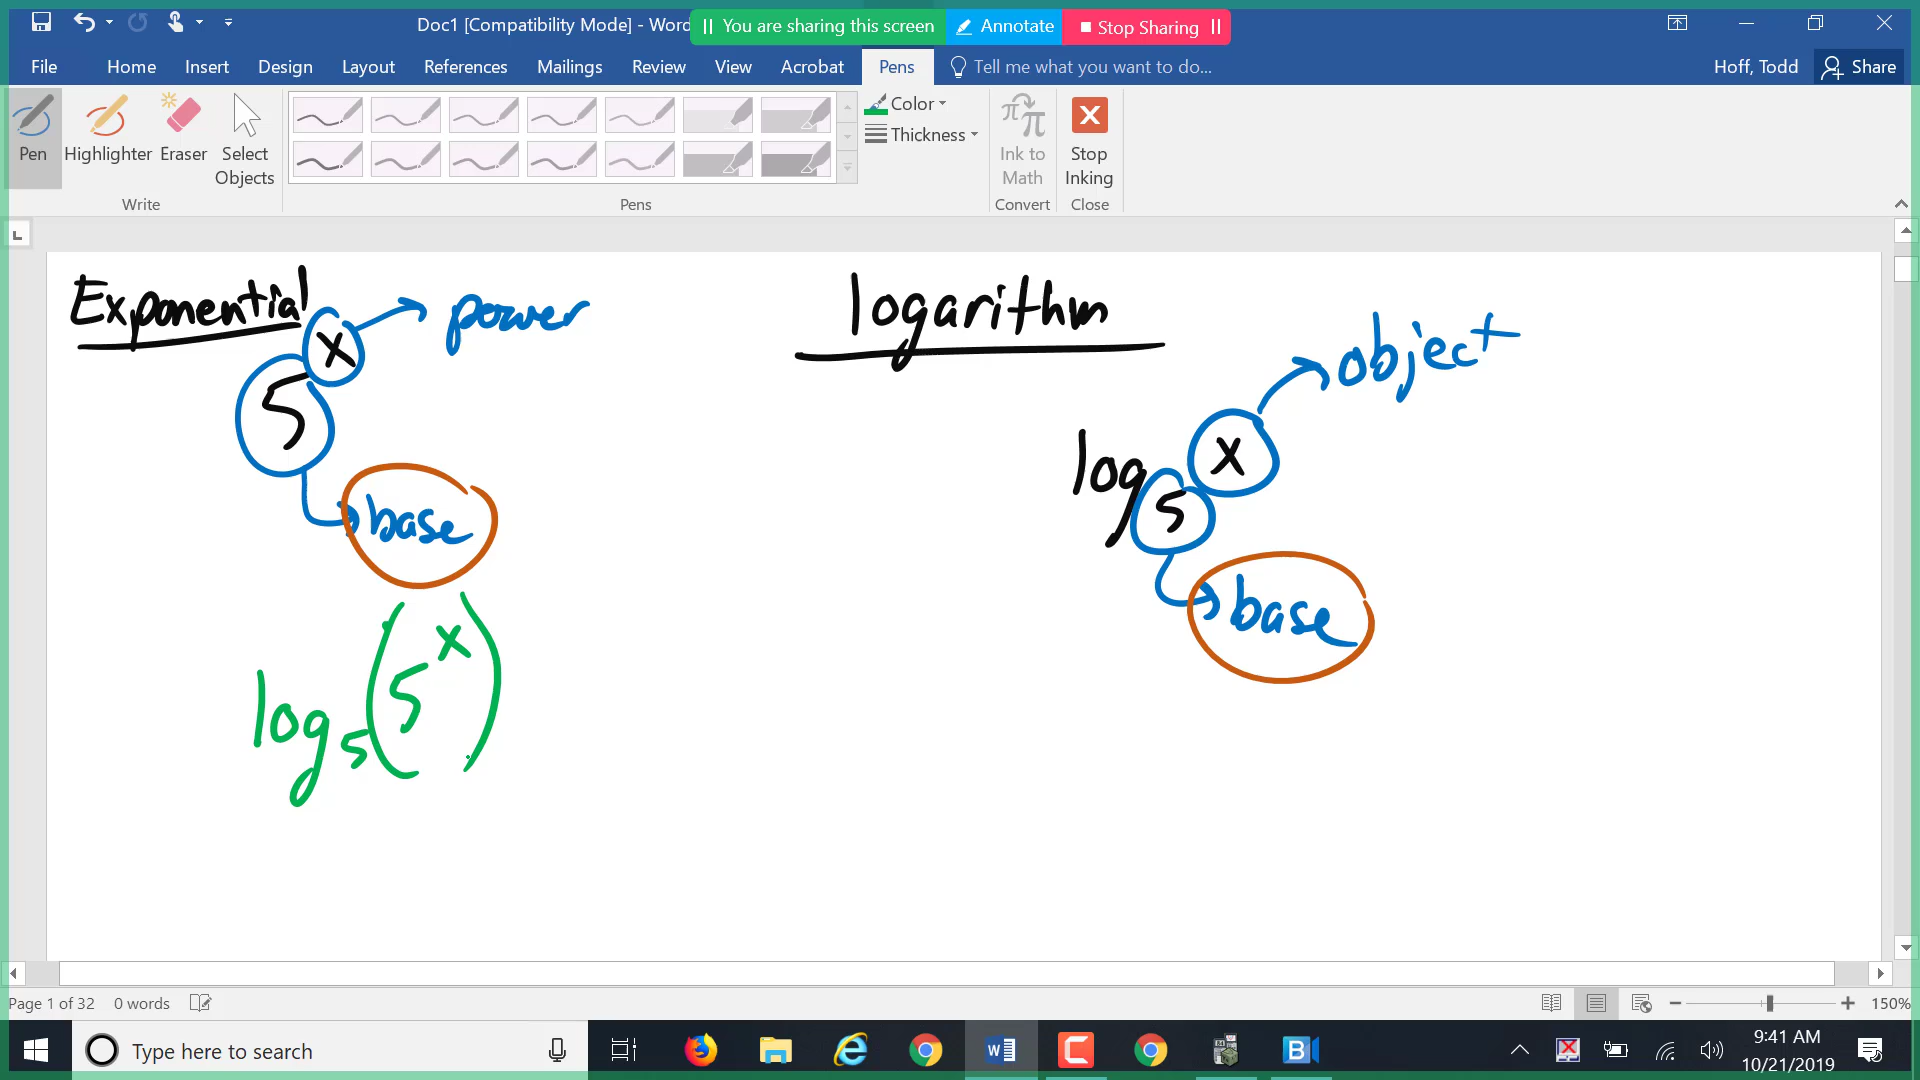 Doc1 [Compatibility Mode] - Word
You are sharing this screen
Annotate
Stop Sharing
File Home Insert Design Layout References Mailings Review View Acrobat Pens Tell me what you want to do... Hoff, Todd Share
Pen Highlighter Eraser Select Objects
Color
Thickness
Ink to Math
Stop Inking
Write Pens Convert Close
Exponential
x → power
5
base
log₅(5ˣ)
logarithm
object
log₅ x
base
Page 1 of 32 0 words 150%
Type here to search
9:41 AM
10/21/2019